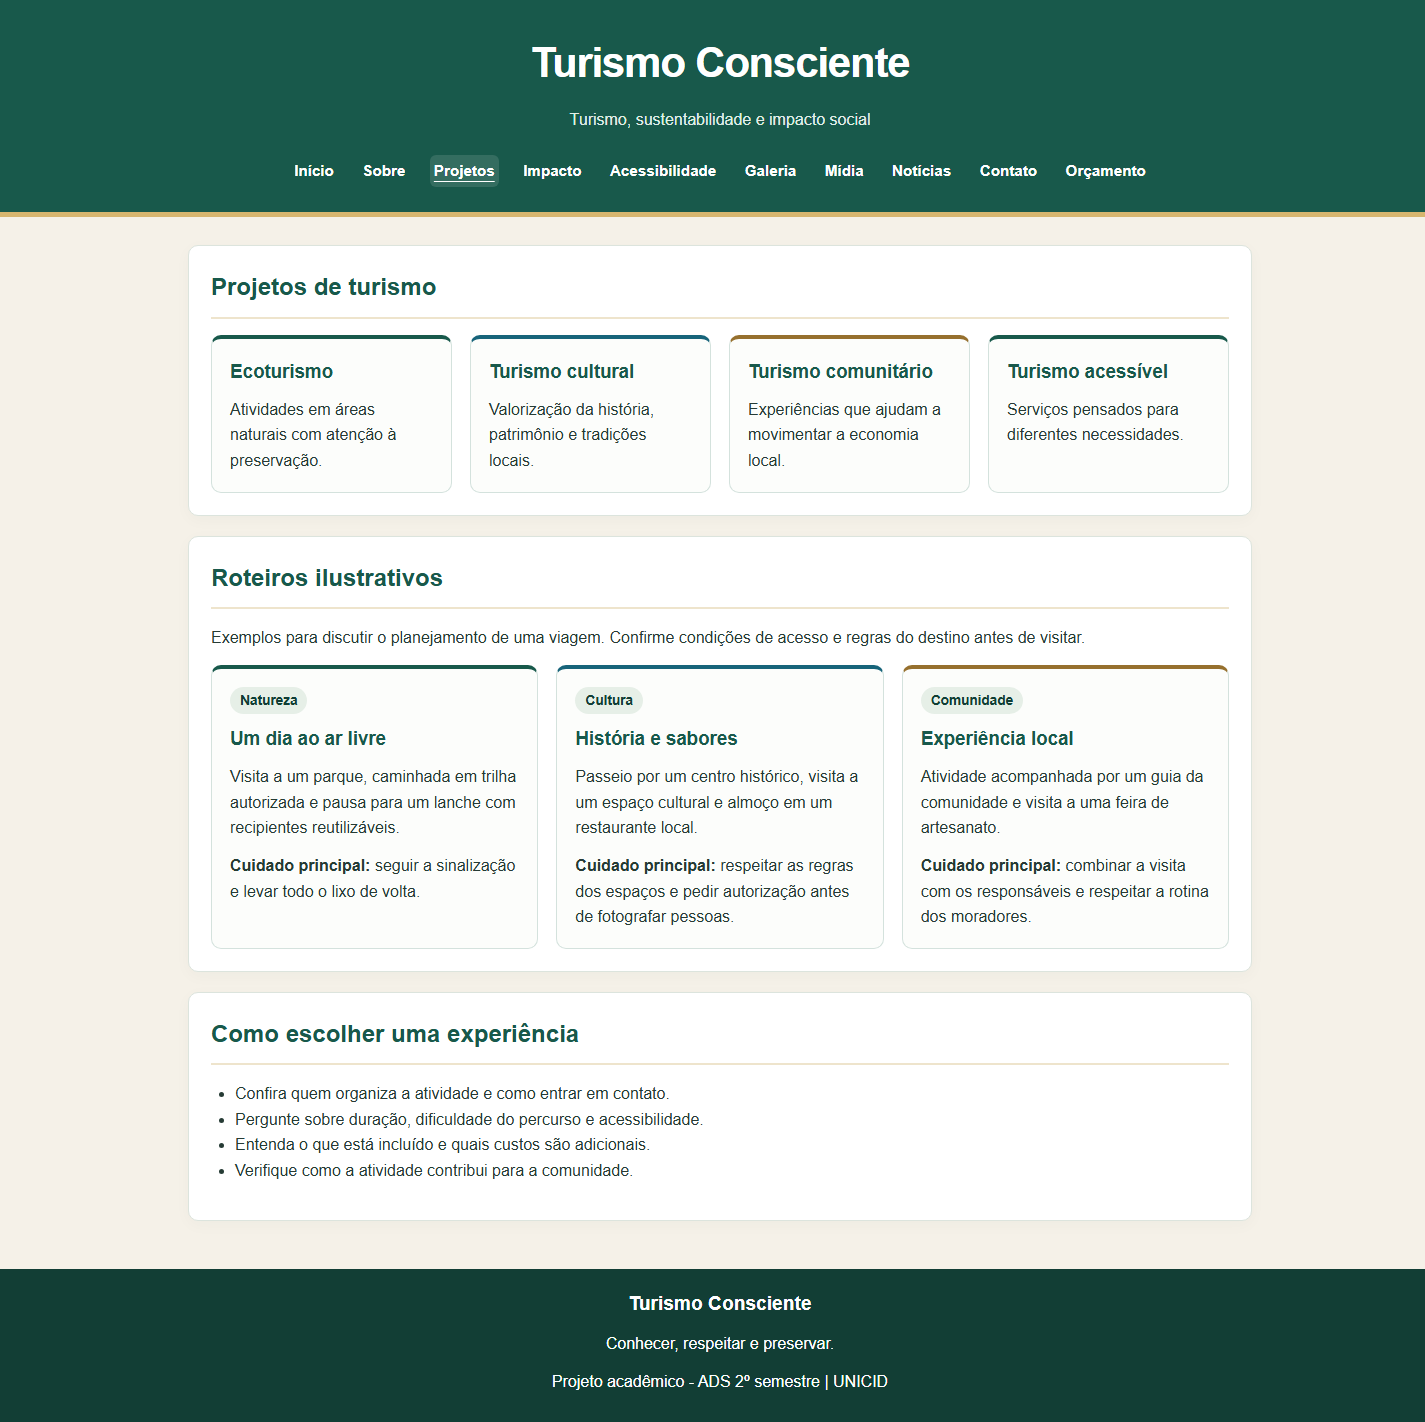 Turismo Consciente
Turismo, sustentabilidade e impacto social
Início Sobre Projetos Impacto Acessibilidade Galeria Mídia Notícias Contato Orçamento
Projetos de turismo
Ecoturismo
Atividades em áreas
naturais com atenção à
preservação.
Turismo cultural
Valorização da história,
patrimônio e tradições
locais.
Turismo comunitário
Experiências que ajudam a
movimentar a economia
local.
Turismo acessível
Serviços pensados para
diferentes necessidades.
Roteiros ilustrativos
Exemplos para discutir o planejamento de uma viagem. Confirme condições de acesso e regras do destino antes de visitar.
Natureza
Um dia ao ar livre
Visita a um parque, caminhada em trilha
autorizada e pausa para um lanche com
recipientes reutilizáveis.
Cuidado principal: seguir a sinalização
e levar todo o lixo de volta.
Cultura
História e sabores
Passeio por um centro histórico, visita a
um espaço cultural e almoço em um
restaurante local.
Cuidado principal: respeitar as regras
dos espaços e pedir autorização antes
de fotografar pessoas.
Comunidade
Experiência local
Atividade acompanhada por um guia da
comunidade e visita a uma feira de
artesanato.
Cuidado principal: combinar a visita
com os responsáveis e respeitar a rotina
dos moradores.
Como escolher uma experiência
• Confira quem organiza a atividade e como entrar em contato.
• Pergunte sobre duração, dificuldade do percurso e acessibilidade.
• Entenda o que está incluído e quais custos são adicionais.
• Verifique como a atividade contribui para a comunidade.
Turismo Consciente
Conhecer, respeitar e preservar.
Projeto acadêmico - ADS 2º semestre | UNICID